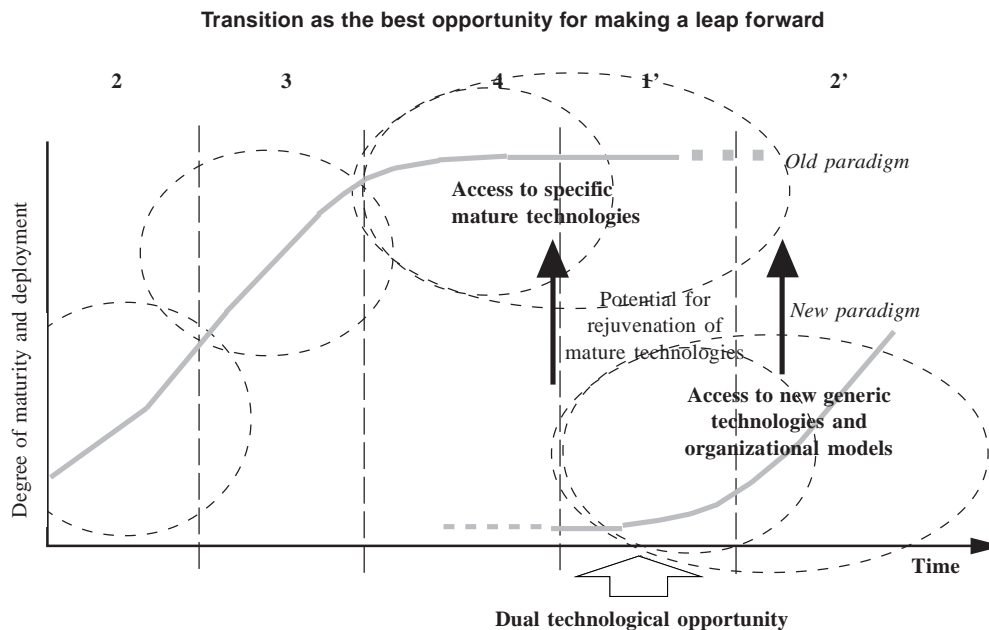 Transition as the best opportunity for making a leap forward
2 3 4 1’ 2’
Old paradigm
Access to specific
mature technologies
Potential for
rejuvenation of
mature technologies
New paradigm
Access to new generic
technologies and
organizational models
Degree of maturity and deployment
Time
Dual technological opportunity